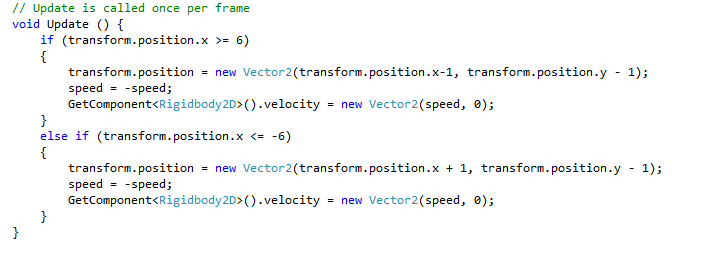 // Update is called once per frame
void Update () {
if (transform.position.x >= 6)
{
transform.position = new Vector2(transform.position.x-1, transform.position.y - 1);
speed = -speed;
GetComponent<Rigidbody2D>().velocity = new Vector2(speed, 0);
}
else if (transform.position.x <= -6)
{
transform.position = new Vector2(transform.position.x + 1, transform.position.y - 1);
speed = -speed;
GetComponent<Rigidbody2D>().velocity = new Vector2(speed, 0);
}
}